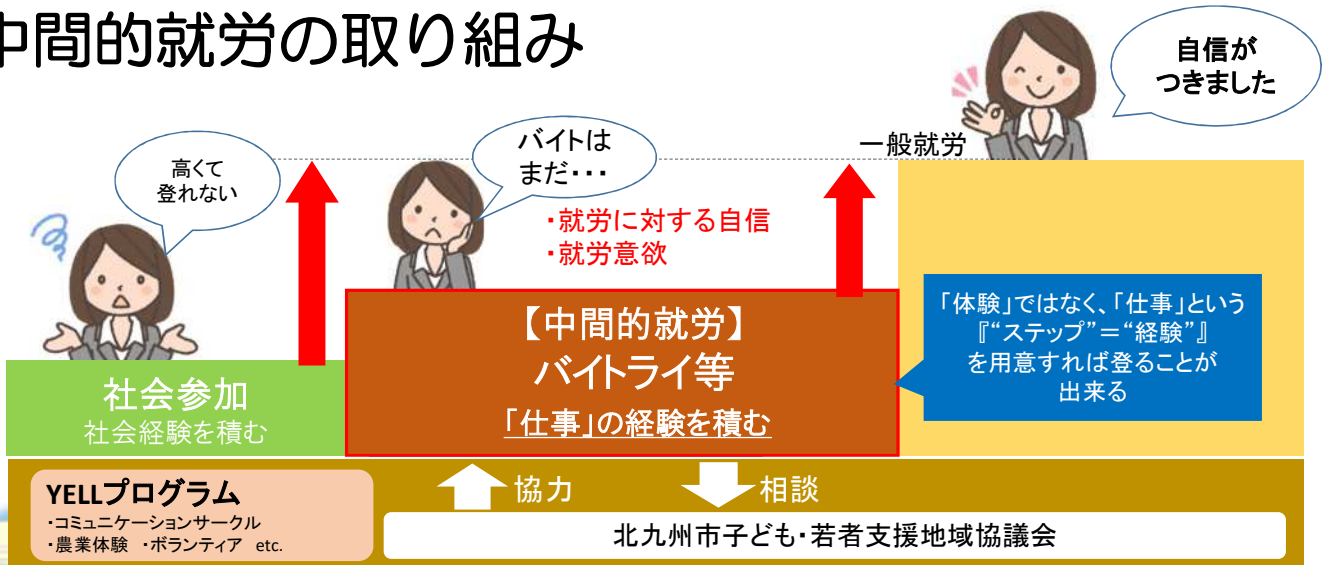 中間的就労の取り組み
自信が
つきました
高くて
登れない
バイトは
まだ・・・
一般就労
・就労に対する自信
・就労意欲
【中間的就労】
バイトライ等
「仕事」の経験を積む
「体験」ではなく、「仕事」という
『“ステップ”＝“経験”』
を用意すれば登ることが
出来る
社会参加
社会経験を積む
YELLプログラム
・コミュニケーションサークル
・農業体験 ・ボランティア etc.
協力
相談
北九州市子ども・若者支援地域協議会